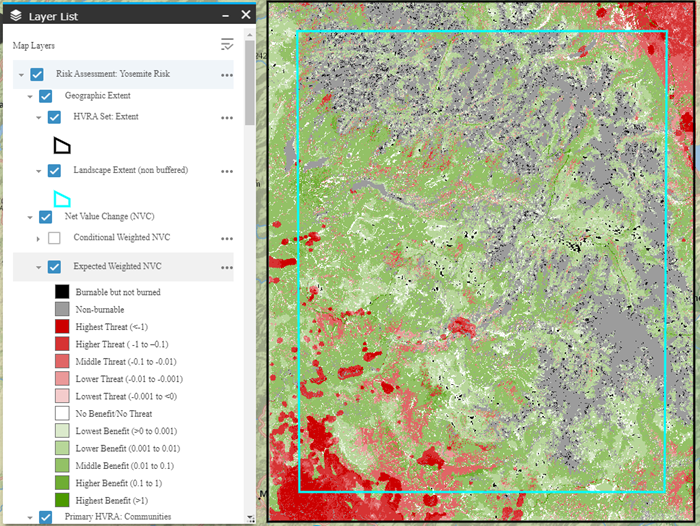 Layer List
Map Layers
Risk Assessment: Yosemite Risk
Geographic Extent
HVRA Set: Extent
Landscape Extent (non buffered)
Net Value Change (NVC)
Conditional Weighted NVC
Expected Weighted NVC
Burnable but not burned
Non-burnable
Highest Threat (<-1)
Higher Threat ( -1 to –0.1)
Middle Threat (-0.1 to -0.01)
Lower Threat (-0.01 to -0.001)
Lowest Threat (-0.001 to <0)
No Benefit/No Threat
Lowest Benefit (>0 to 0.001)
Lower Benefit (0.001 to 0.01)
Middle Benefit (0.01 to 0.1)
Higher Benefit (0.1 to 1)
Highest Benefit (>1)
Primary HVRA: Communities